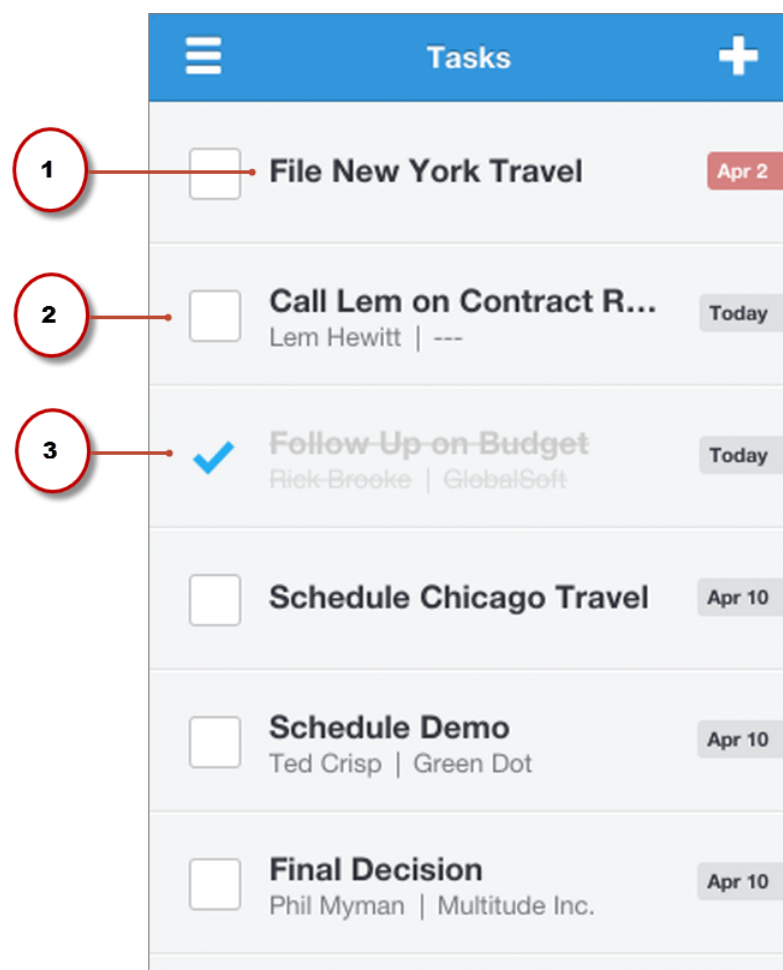 Tasks
1
File New York Travel
Apr 2
2
Call Lem on Contract R...
Lem Hewitt | ---
Today
3
Follow Up on Budget
Rick Brooke | GlobalSoft
Today
Schedule Chicago Travel
Apr 10
Schedule Demo
Ted Crisp | Green Dot
Apr 10
Final Decision
Phil Myman | Multitude Inc.
Apr 10